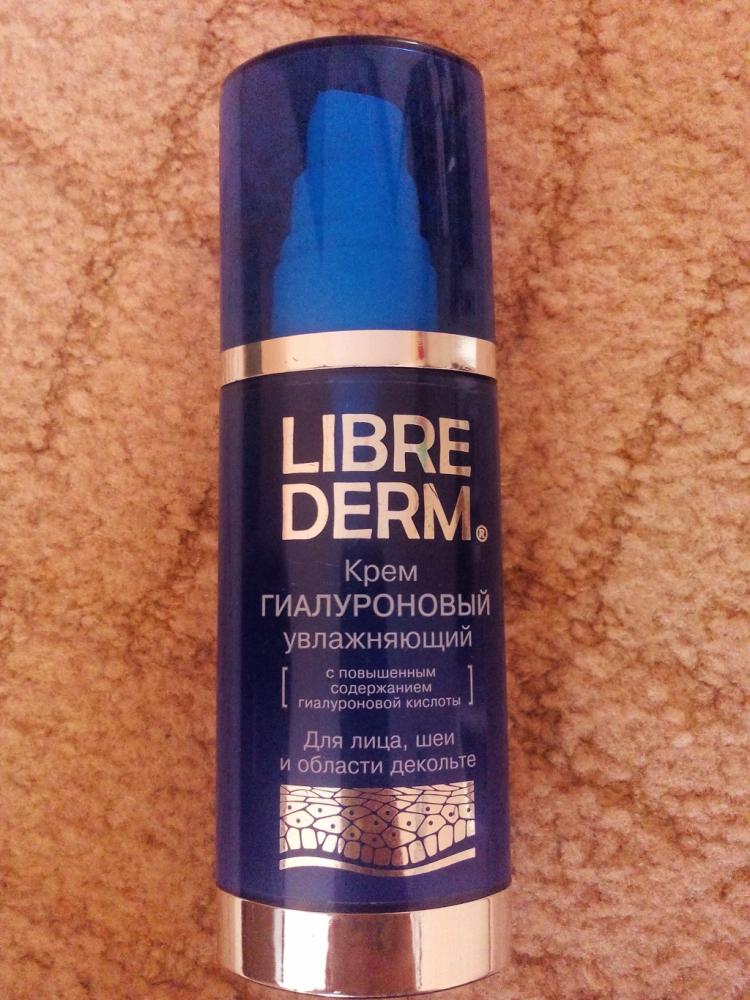 LIBRE
DERM®
Крем
ГИАЛУРОНОВЫЙ
увлажняющий
[ с повышенным
содержанием
гиалуроновой кислоты ]
Для лица, шеи
и области декольте